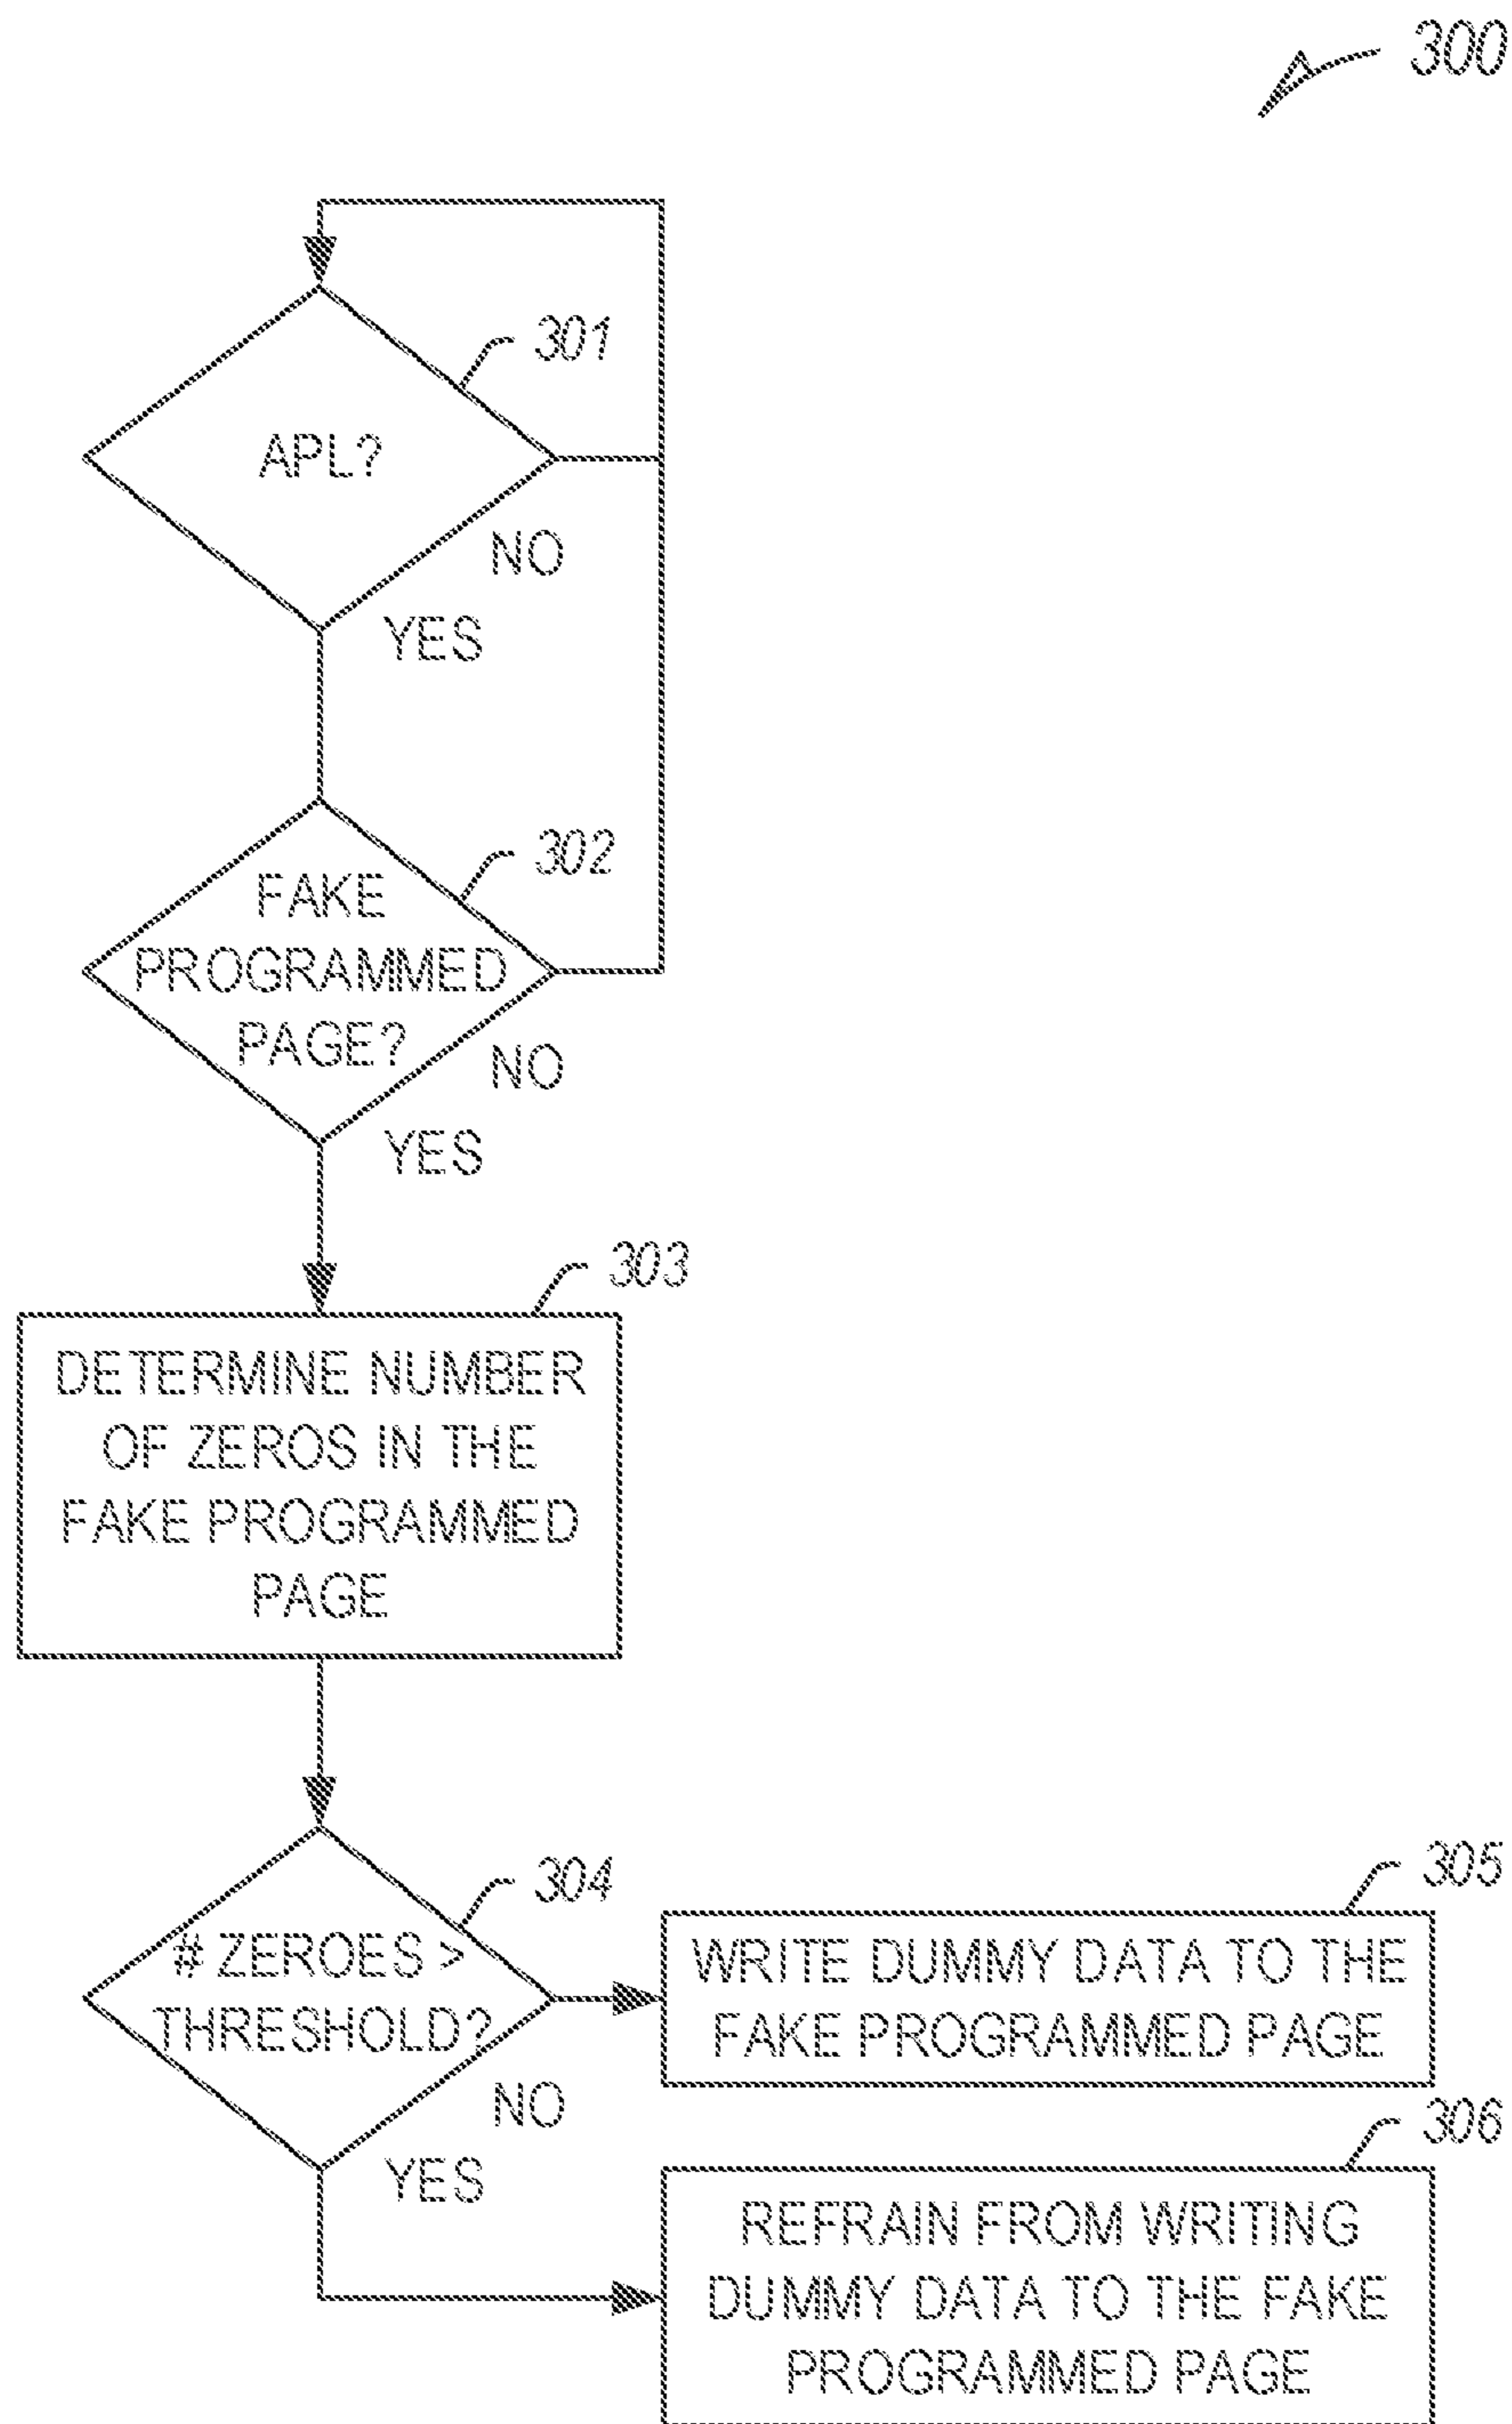 300
301
APL?
NO
YES
302
FAKE
PROGRAMMED
PAGE?
NO
YES
303
DETERMINE NUMBER
OF ZEROS IN THE
FAKE PROGRAMMED
PAGE
304
# ZEROES >
THRESHOLD?
NO
YES
305
WRITE DUMMY DATA TO THE
FAKE PROGRAMMED PAGE
306
REFRAIN FROM WRITING
DUMMY DATA TO THE FAKE
PROGRAMMED PAGE